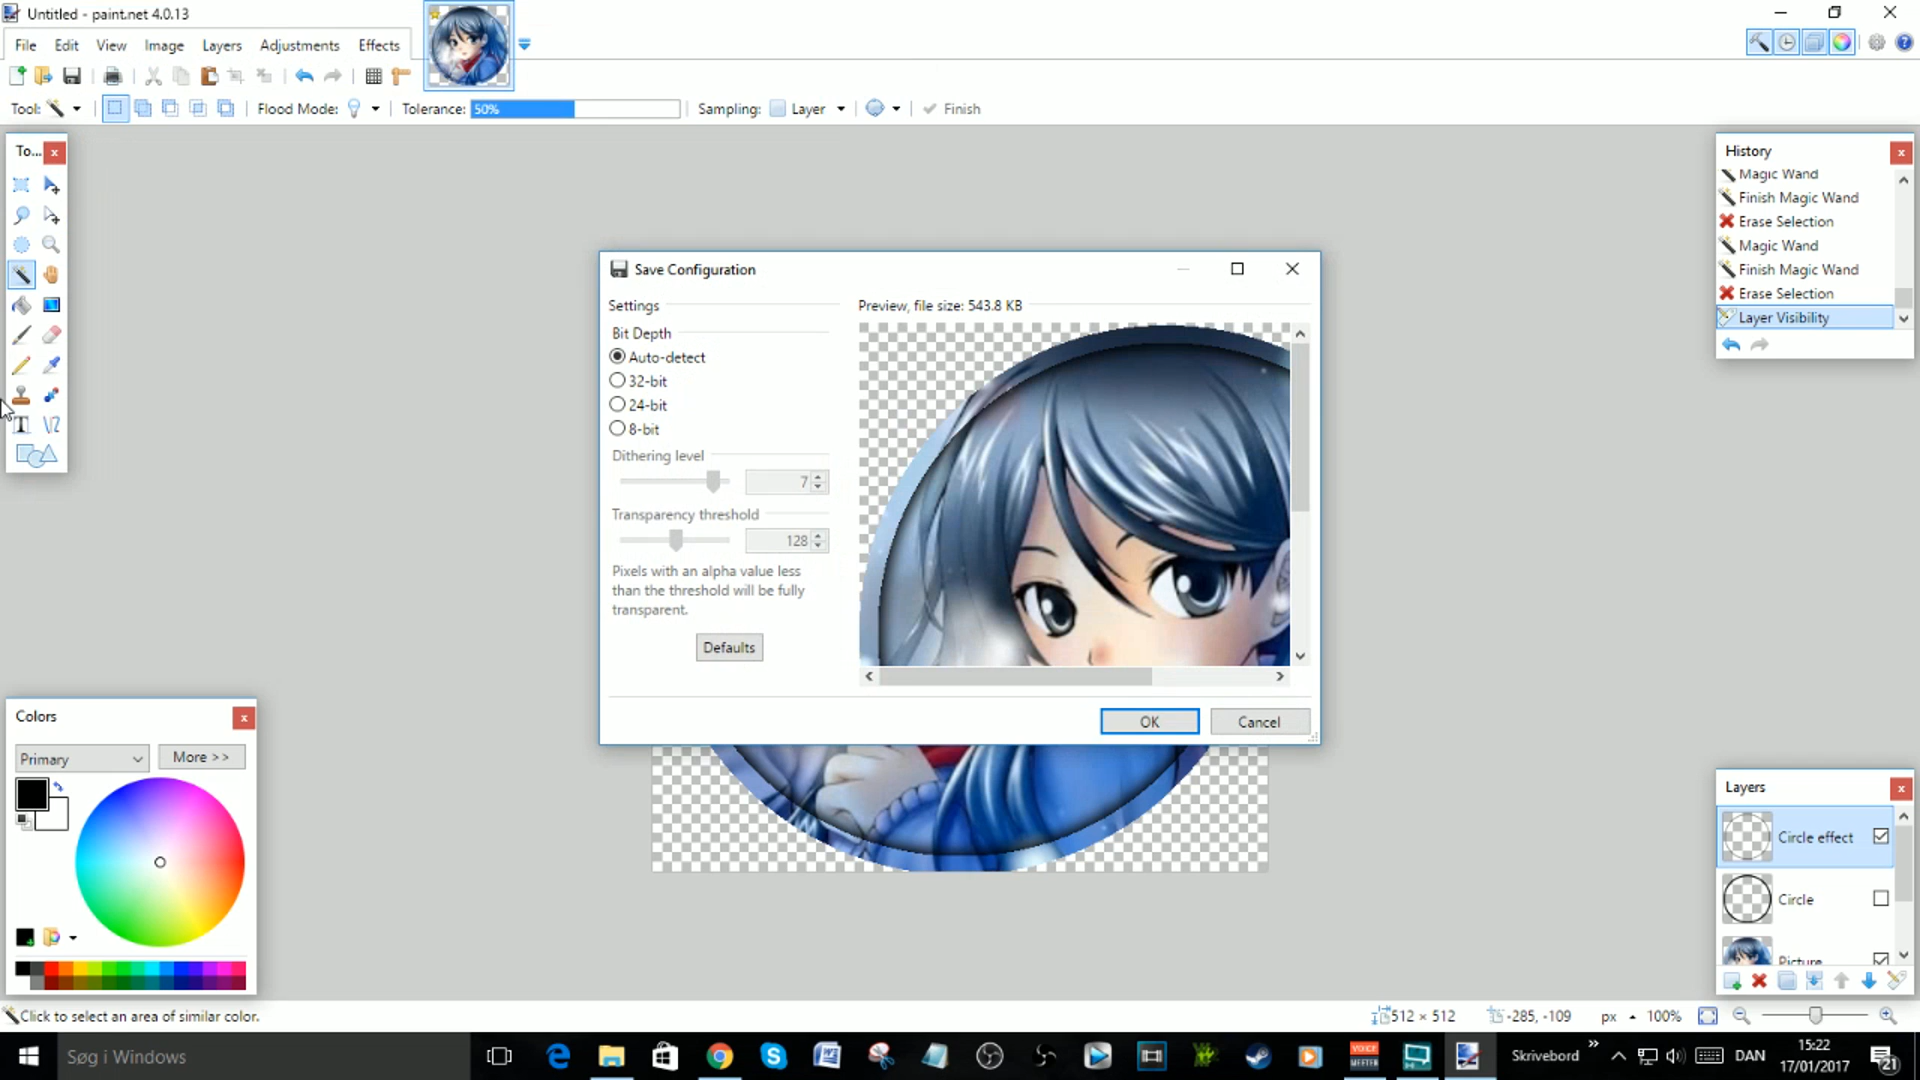 Untitled - paint.net 4.0.13
File Edit View Image Layers Adjustments Effects
Tool: Flood Mode: Tolerance: 50% Sampling: Layer Finish
To...
History
Magic Wand
Finish Magic Wand
Erase Selection
Magic Wand
Finish Magic Wand
Erase Selection
Layer Visibility
Save Configuration
Settings
Bit Depth
Auto-detect
32-bit
24-bit
8-bit
Dithering level
7
Transparency threshold
128
Pixels with an alpha value less
than the threshold will be fully
transparent.
Defaults
Preview, file size: 543.8 KB
OK Cancel
Colors
Primary More >>
Layers
Circle effect
Circle
Picture
Click to select an area of similar color.
512 × 512 -285, -109 px 100%
Søg i Windows
VOICE
MEETER
Skrivebord
DAN
15:22
17/01/2017
21